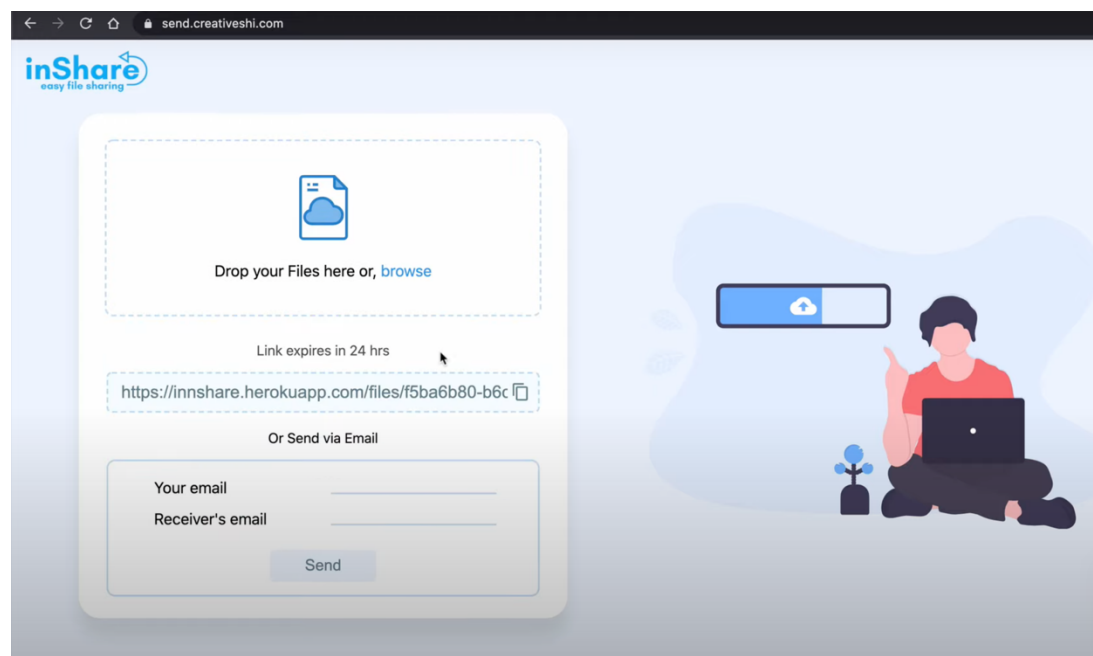 send.creativeshi.com
inShare
easy file sharing
Drop your Files here or, browse
Link expires in 24 hrs
https://innshare.herokuapp.com/files/f5ba6b80-b6c
Or Send via Email
Your email
Receiver's email
Send